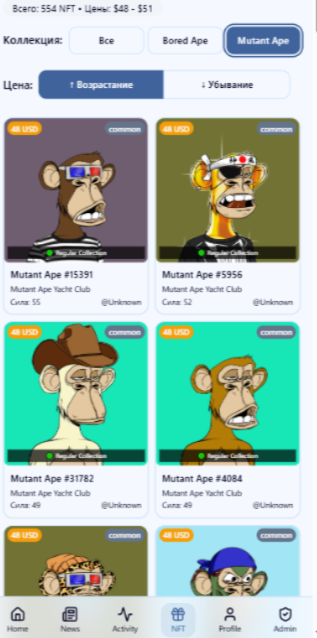 Всего: 554 NFT • Цены: $48 - $51
Коллекция: Все Bored Ape Mutant Ape
Цена: ↑ Возрастание ↓ Убывание
48 USD common 48 USD common
Regular Collection Regular Collection
Mutant Ape #15391 Mutant Ape #5956
Mutant Ape Yacht Club Mutant Ape Yacht Club
Сила: 55 @Unknown Сила: 52 @Unknown
48 USD common 48 USD common
Regular Collection Regular Collection
Mutant Ape #31782 Mutant Ape #4084
Mutant Ape Yacht Club Mutant Ape Yacht Club
Сила: 49 @Unknown Сила: 49 @Unknown
48 USD common 48 USD common
Home News Activity NFT Profile Admin